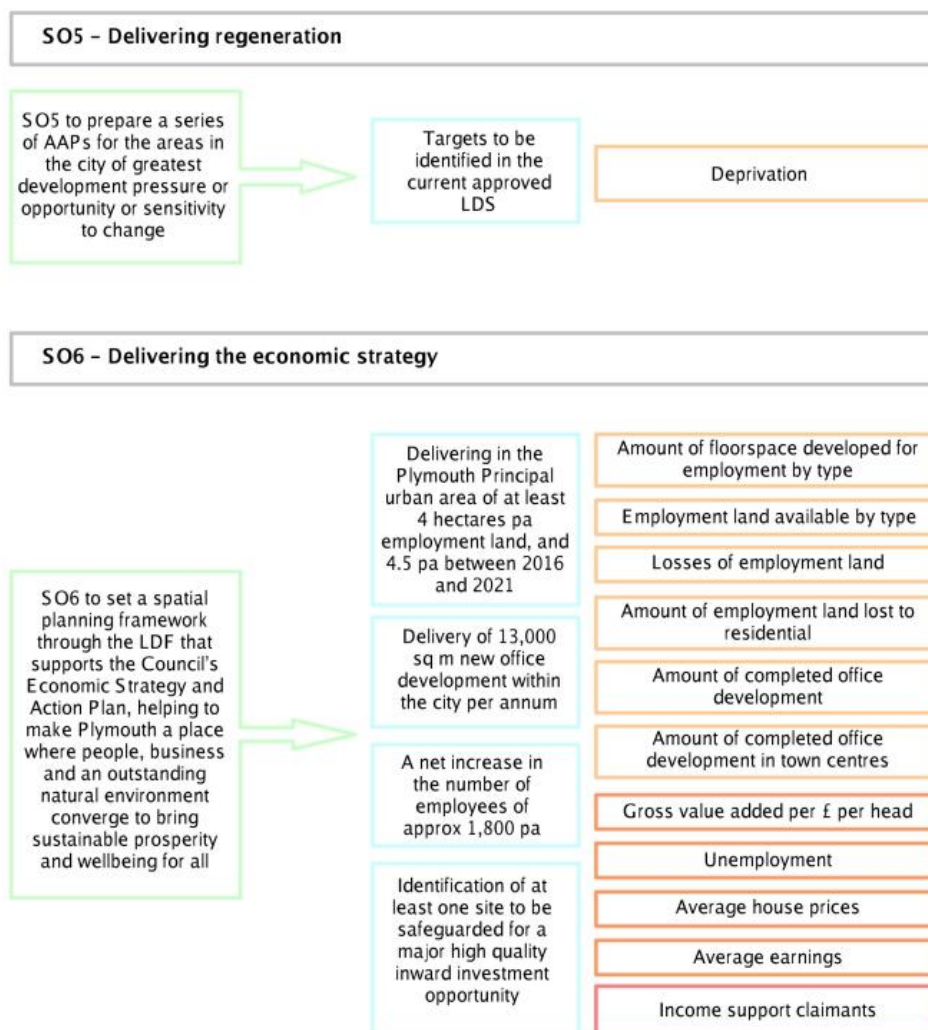 SO5 – Delivering regeneration
SO5 to prepare a series
of AAPs for the areas in
the city of greatest
development pressure or
opportunity or sensitivity
to change
Targets to be
identified in the
current approved
LDS
Deprivation
SO6 – Delivering the economic strategy
SO6 to set a spatial
planning framework
through the LDF that
supports the Council's
Economic Strategy and
Action Plan, helping to
make Plymouth a place
where people, business
and an outstanding
natural environment
converge to bring
sustainable prosperity
and wellbeing for all
Delivering in the
Plymouth Principal
urban area of at least
4 hectares pa
employment land, and
4.5 pa between 2016
and 2021
Delivery of 13,000
sq m new office
development within
the city per annum
A net increase in
the number of
employees of
approx 1,800 pa
Identification of at
least one site to be
safeguarded for a
major high quality
inward investment
opportunity
Amount of floorspace developed for
employment by type
Employment land available by type
Losses of employment land
Amount of employment land lost to
residential
Amount of completed office
development
Amount of completed office
development in town centres
Gross value added per £ per head
Unemployment
Average house prices
Average earnings
Income support claimants